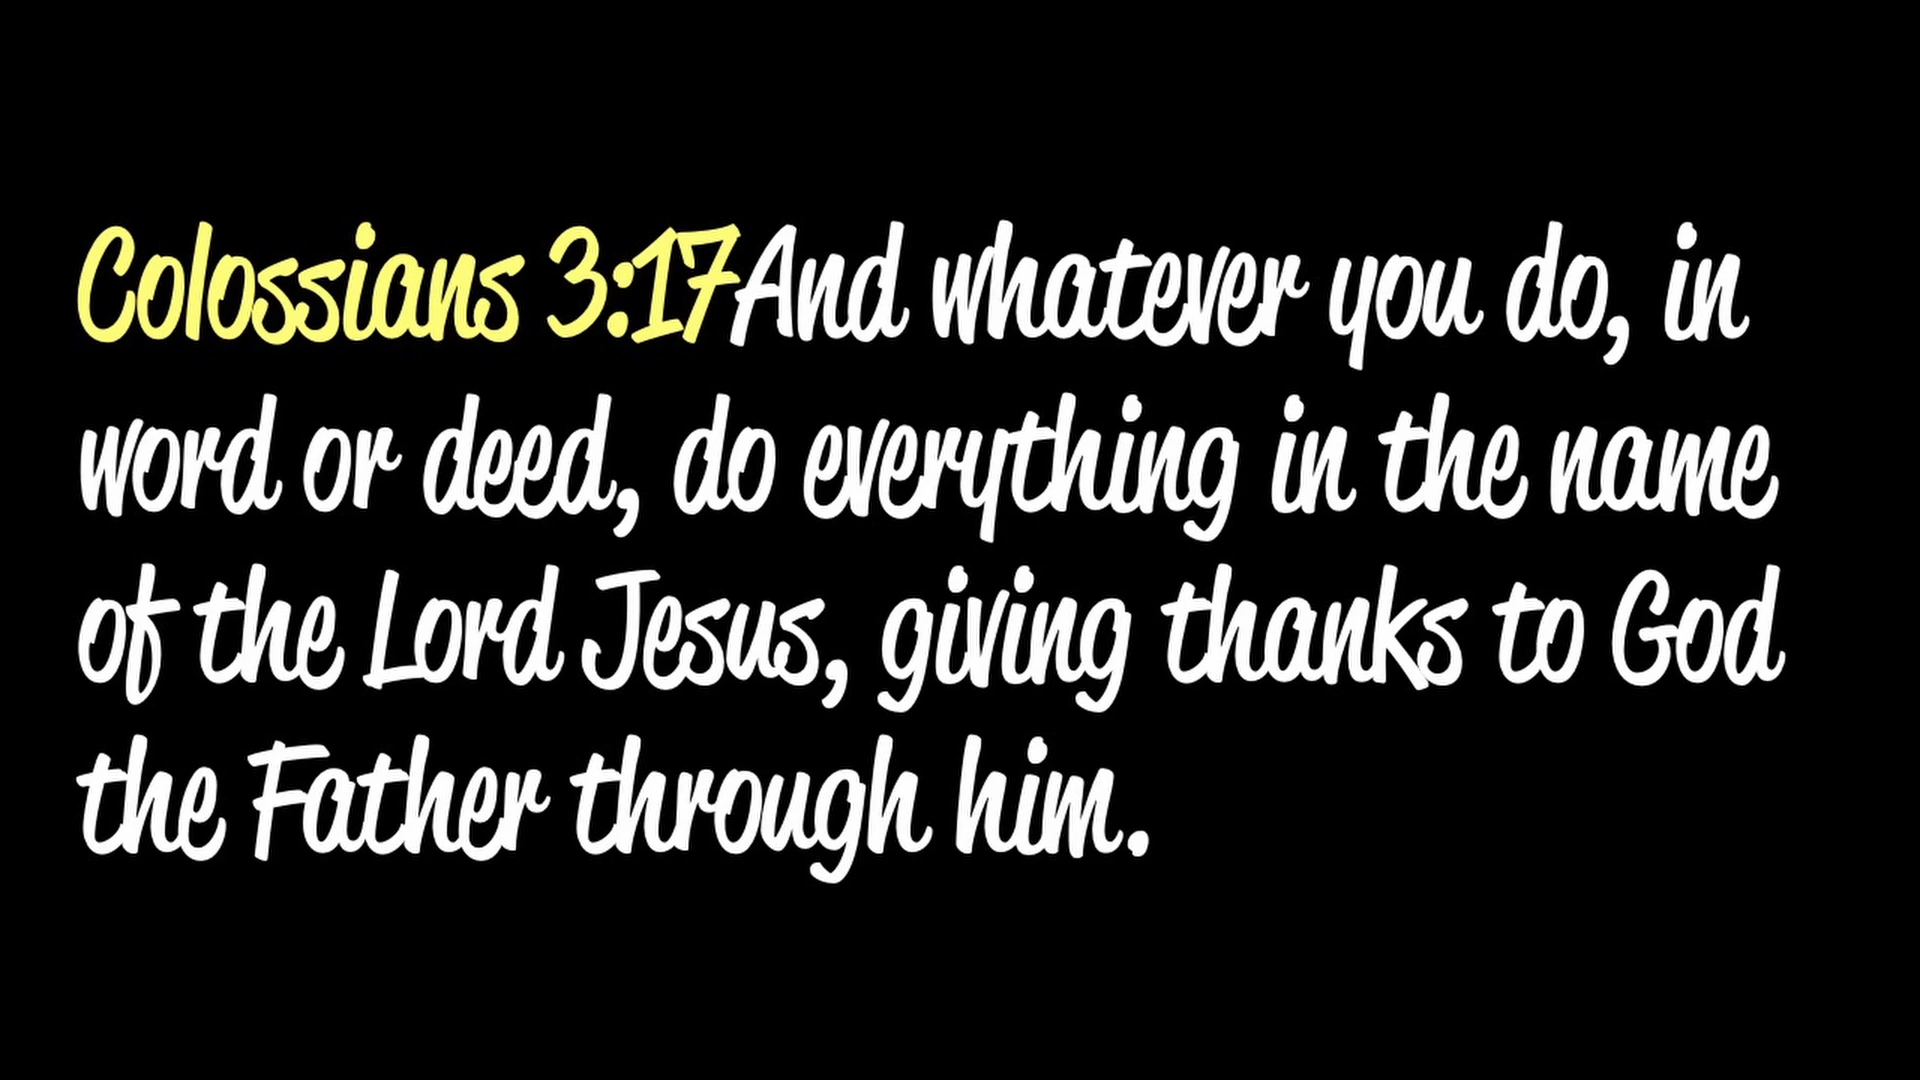 Colossians 3:17And whatever you do, in
word or deed, do everything in the name
of the Lord Jesus, giving thanks to God
the Father through him.